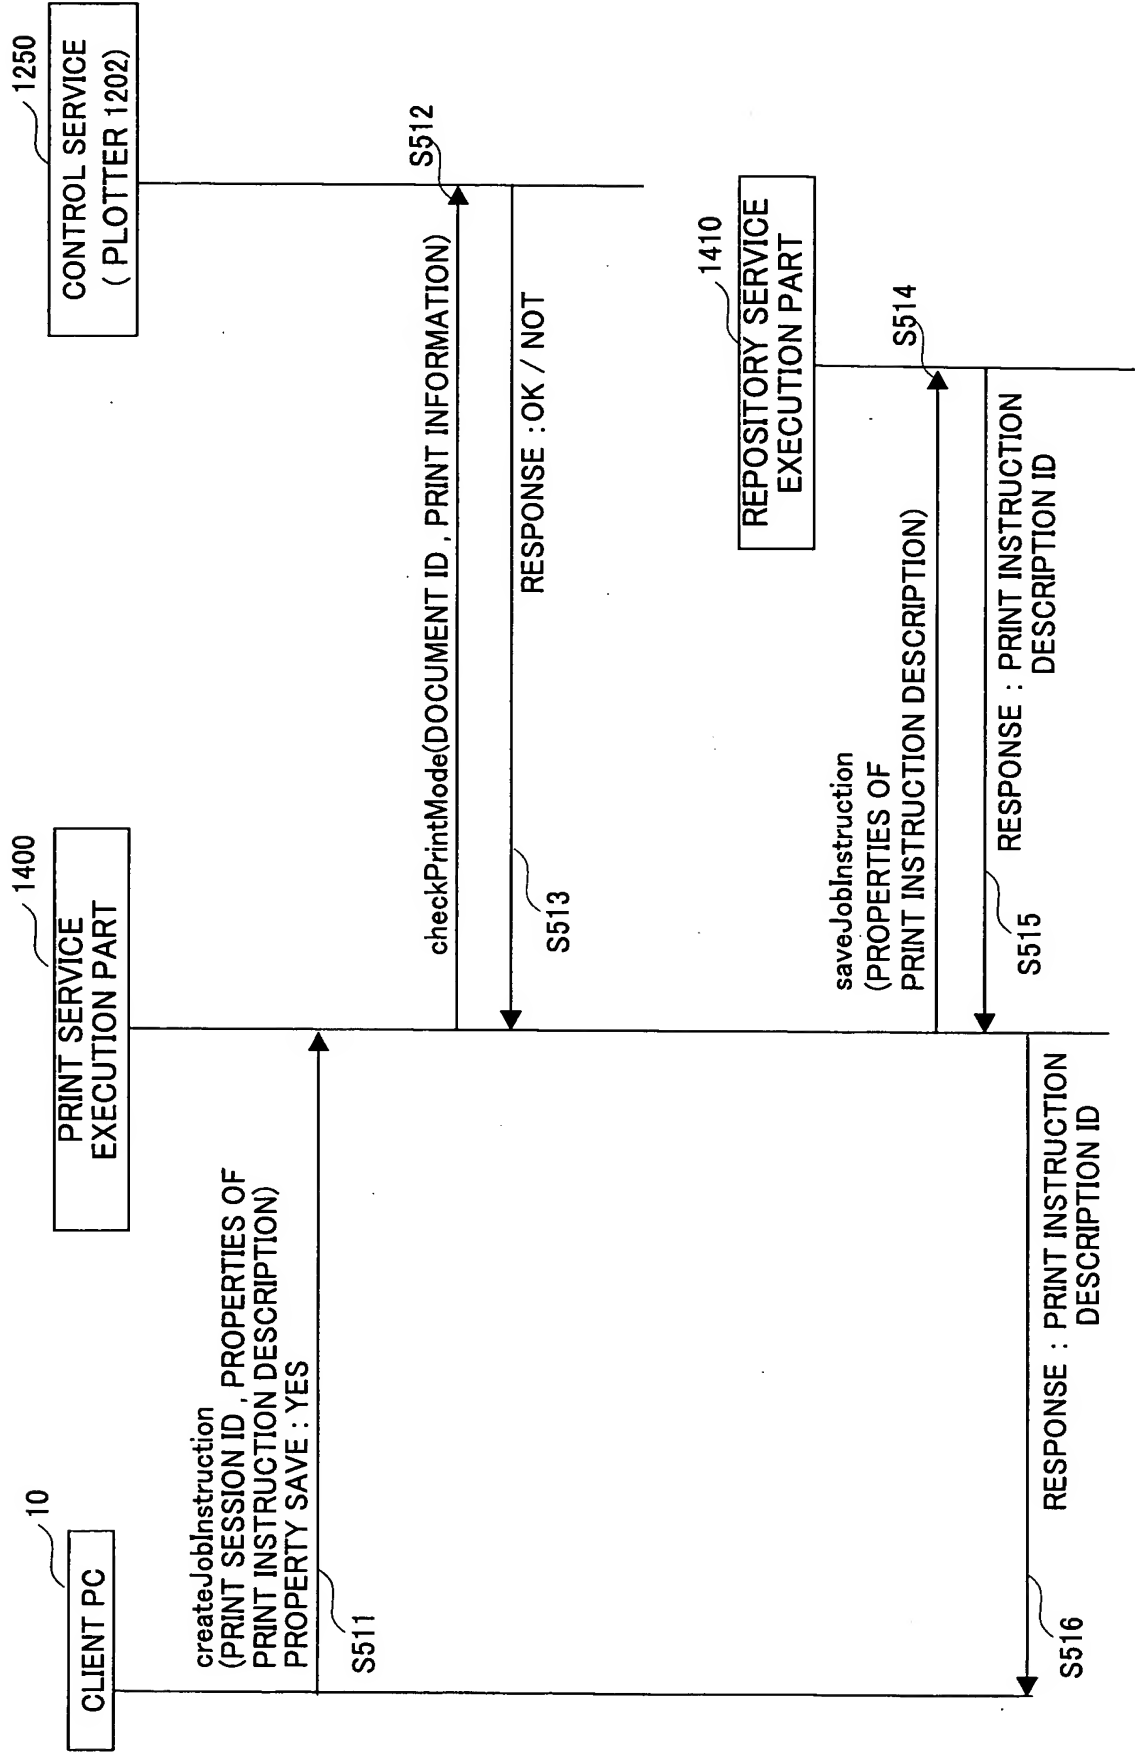 10
CLIENT PC
1400
PRINT SERVICE
EXECUTION PART
1250
CONTROL SERVICE
( PLOTTER 1202)
createJobInstruction
(PRINT SESSION ID , PROPERTIES OF
PRINT INSTRUCTION DESCRIPTION)
PROPERTY SAVE : YES
S511
checkPrintMode(DOCUMENT ID , PRINT INFORMATION)
S512
RESPONSE :OK / NOT
S513
1410
REPOSITORY SERVICE
EXECUTION PART
saveJobInstruction
(PROPERTIES OF
PRINT INSTRUCTION DESCRIPTION)
S514
RESPONSE : PRINT INSTRUCTION
DESCRIPTION ID
S515
RESPONSE : PRINT INSTRUCTION
DESCRIPTION ID
S516